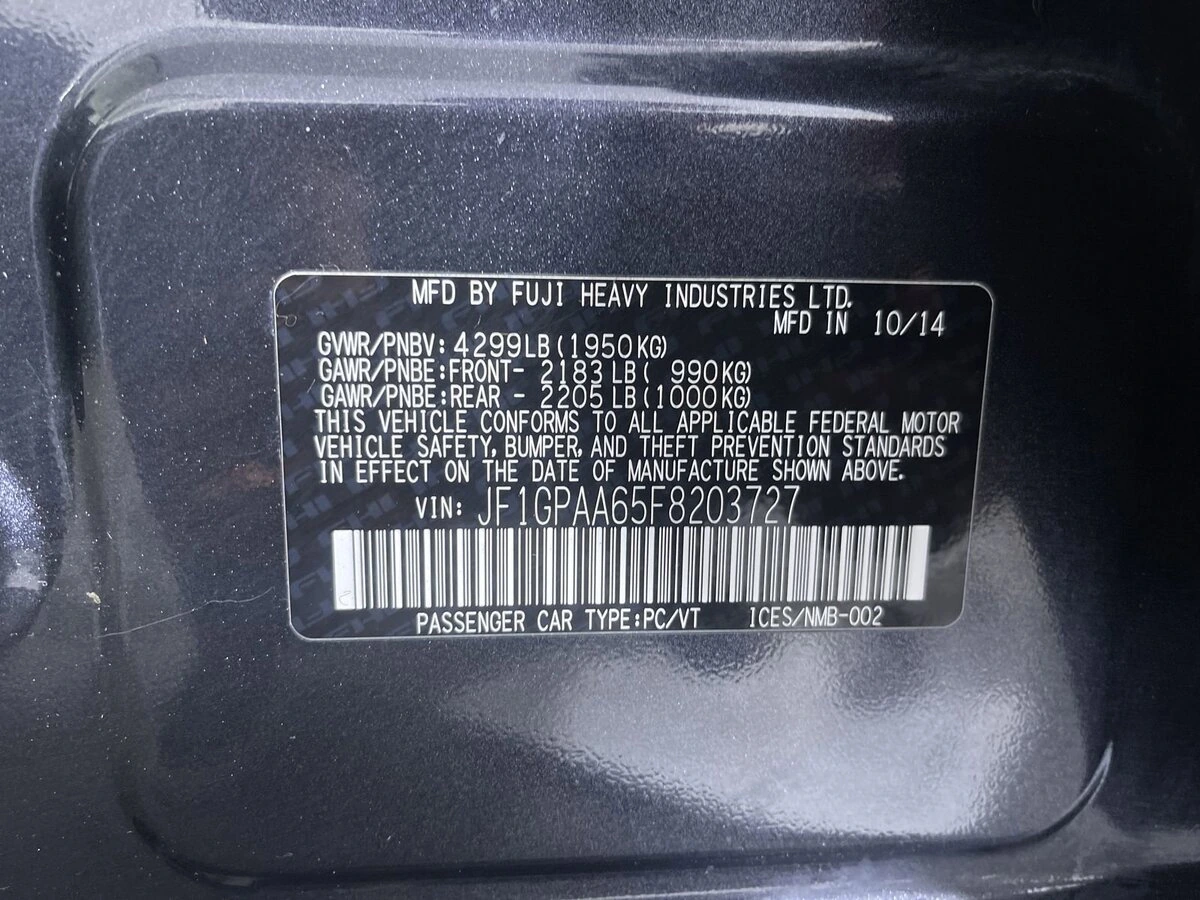 MFD BY FUJI HEAVY INDUSTRIES LTD.
MFD IN 10/14
GVWR/PNBV: 4299LB(1950KG)
GAWR/PNBE:FRONT- 2183 LB( 990KG)
GAWR/PNBE:REAR - 2205 LB(1000KG)
THIS VEHICLE CONFORMS TO ALL APPLICABLE FEDERAL MOTOR
VEHICLE SAFETY, BUMPER, AND THEFT PREVENTION STANDARDS
IN EFFECT ON THE DATE OF MANUFACTURE SHOWN ABOVE.
VIN: JF1GPAA65F8203727
PASSENGER CAR TYPE:PC/VT ICES/NMB-002